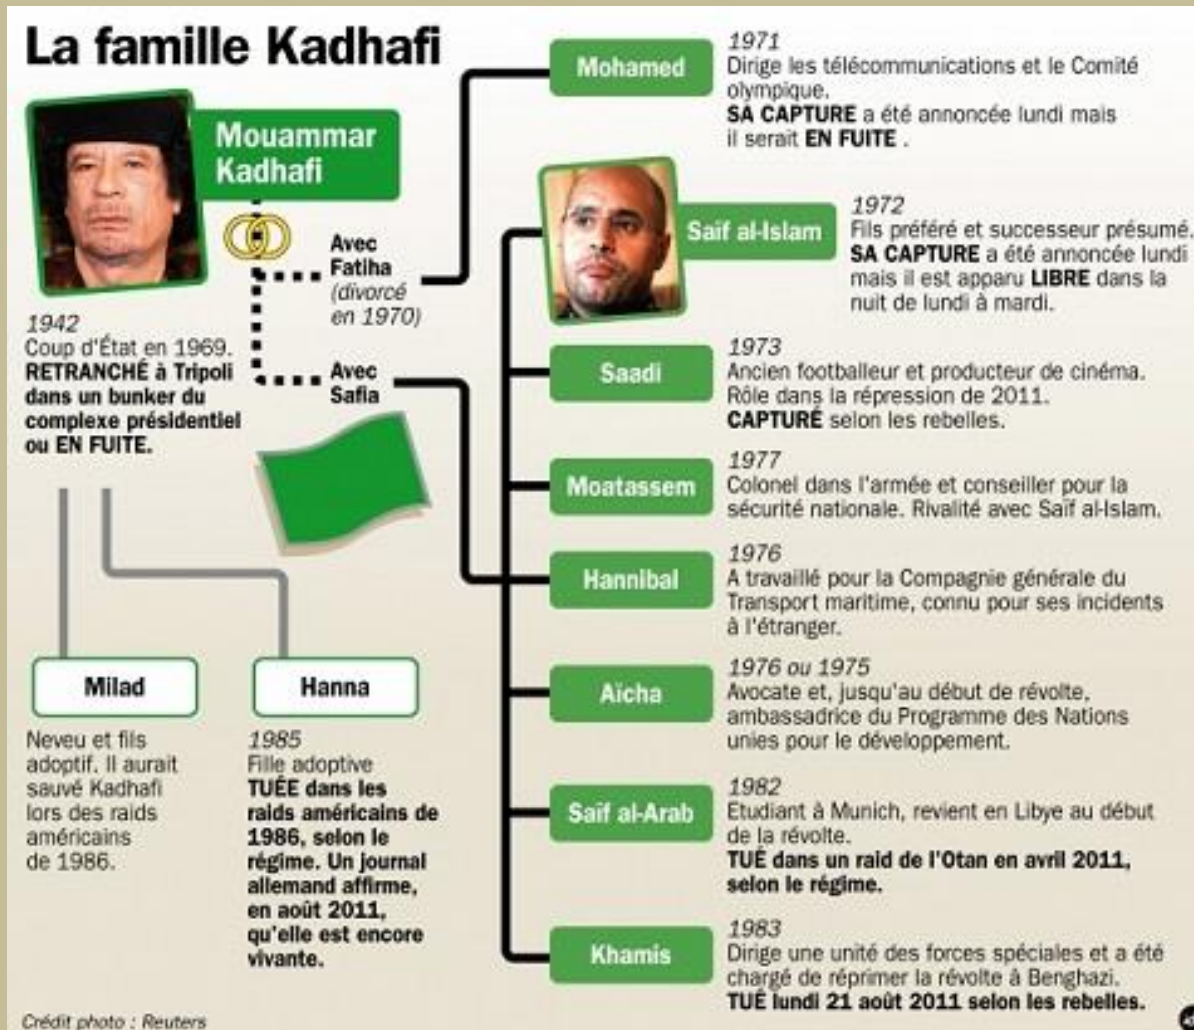 La famille Kadhafi
Mouammar
Kadhafi
1942
Coup d'État en 1969.
RETRANCHÉ à Tripoli
dans un bunker du
complexe présidentiel
ou EN FUITE.
Avec
Fatiha
(divorcé
en 1970)
Avec
Safia
Mohamed
1971
Dirige les télécommunications et le Comité
olympique.
SA CAPTURE a été annoncée lundi mais
il serait EN FUITE .
Saïf al-Islam
1972
Fils préféré et successeur présumé.
SA CAPTURE a été annoncée lundi
mais il est apparu LIBRE dans la
nuit de lundi à mardi.
Saadi
1973
Ancien footballeur et producteur de cinéma.
Rôle dans la répression de 2011.
CAPTURÉ selon les rebelles.
Moatassem
1977
Colonel dans l'armée et conseiller pour la
sécurité nationale. Rivalité avec Saïf al-Islam.
Hannibal
1976
A travaillé pour la Compagnie générale du
Transport maritime, connu pour ses incidents
à l'étranger.
Aïcha
1976 ou 1975
Avocate et, jusqu'au début de révolte,
ambassadrice du Programme des Nations
unies pour le développement.
Saïf al-Arab
1982
Etudiant à Munich, revient en Libye au début
de la révolte.
TUÉ dans un raid de l'Otan en avril 2011,
selon le régime.
Khamis
1983
Dirige une unité des forces spéciales et a été
chargé de réprimer la révolte à Benghazi.
TUÉ lundi 21 août 2011 selon les rebelles.
Milad
Neveu et fils
adoptif. Il aurait
sauvé Kadhafi
lors des raids
américains
de 1986.
Hanna
1985
Fille adoptive
TUÉE dans les
raids américains de
1986, selon le
régime. Un journal
allemand affirme,
en août 2011,
qu'elle est encore
vivante.
Crédit photo : Reuters